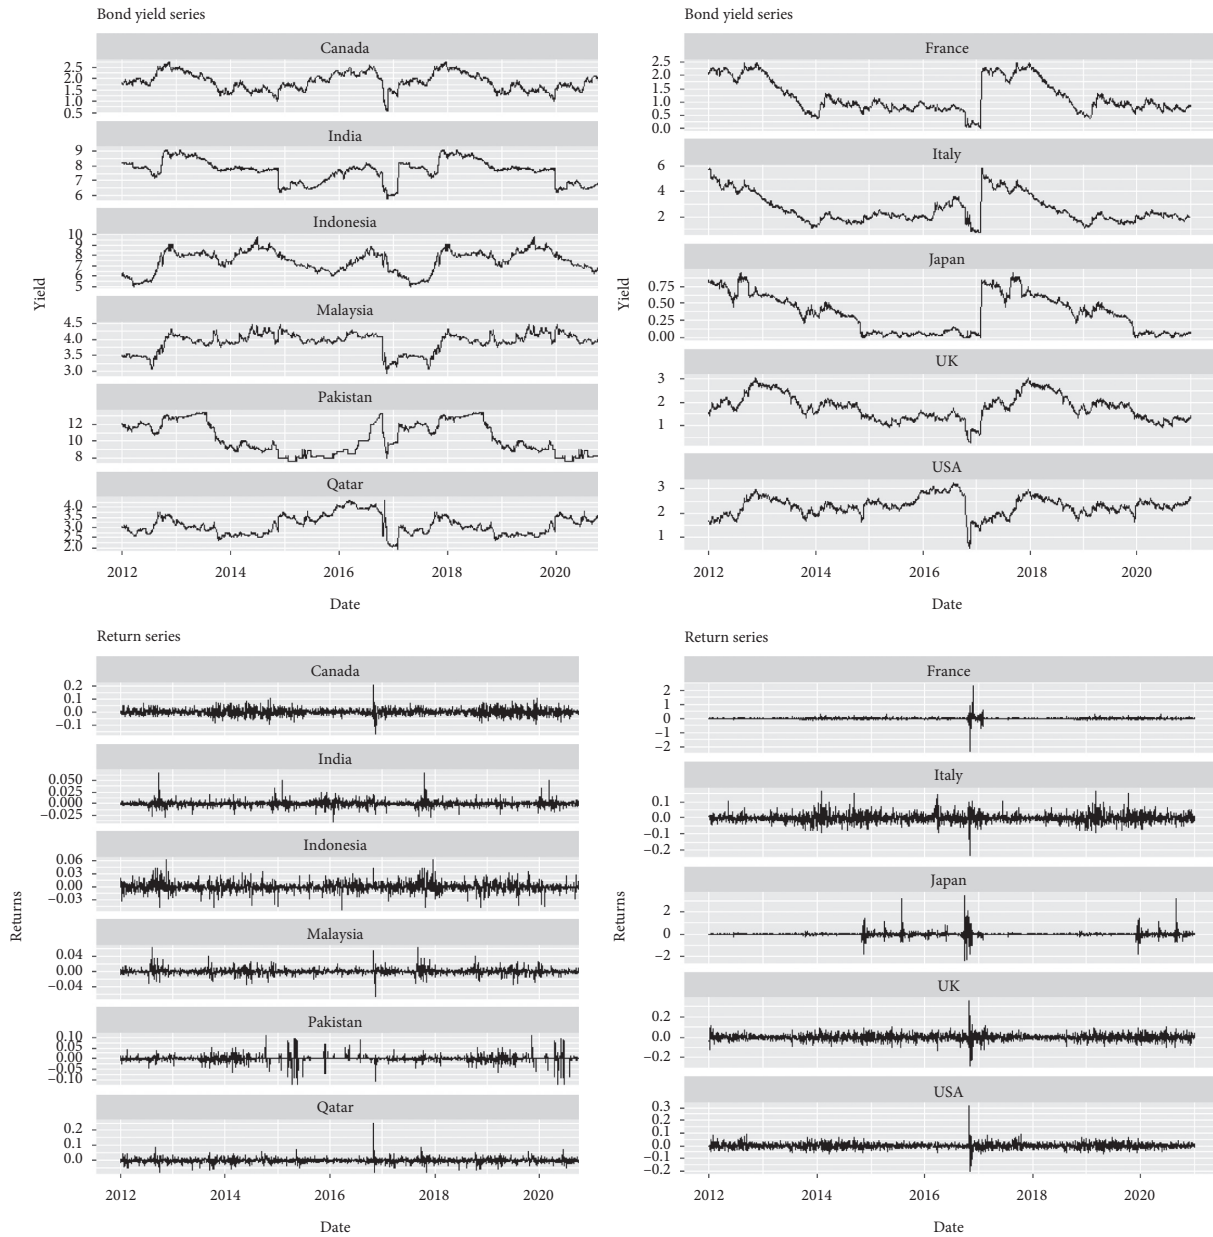 Bond yield series
Canada
2.5
2.0
1.5
1.0
0.5
India
9
8
7
6
Indonesia
10
9
8
7
6
5
Malaysia
4.5
4.0
3.5
3.0
Pakistan
12
10
8
Qatar
4.0
3.5
3.0
2.5
2.0
Yield
2012 2014 2016 2018 2020
Date
Bond yield series
France
2.5
2.0
1.5
1.0
0.5
0.0
Italy
6
4
2
Japan
0.75
0.50
0.25
0.00
UK
3
2
1
USA
3
2
1
Yield
2012 2014 2016 2018 2020
Date
Return series
Canada
0.2
0.1
0.0
−0.1
India
0.050
0.025
0.000
−0.025
Indonesia
0.06
0.03
0.00
−0.03
Malaysia
0.04
0.00
−0.04
Pakistan
0.10
0.05
0.00
−0.05
−0.10
Qatar
0.2
0.1
0.0
Returns
2012 2014 2016 2018 2020
Date
Return series
France
2
1
0
−1
−2
Italy
0.1
0.0
−0.1
−0.2
Japan
2
0
−2
UK
0.2
0.0
−0.2
USA
0.3
0.2
0.1
0.0
−0.1
−0.2
Returns
2012 2014 2016 2018 2020
Date